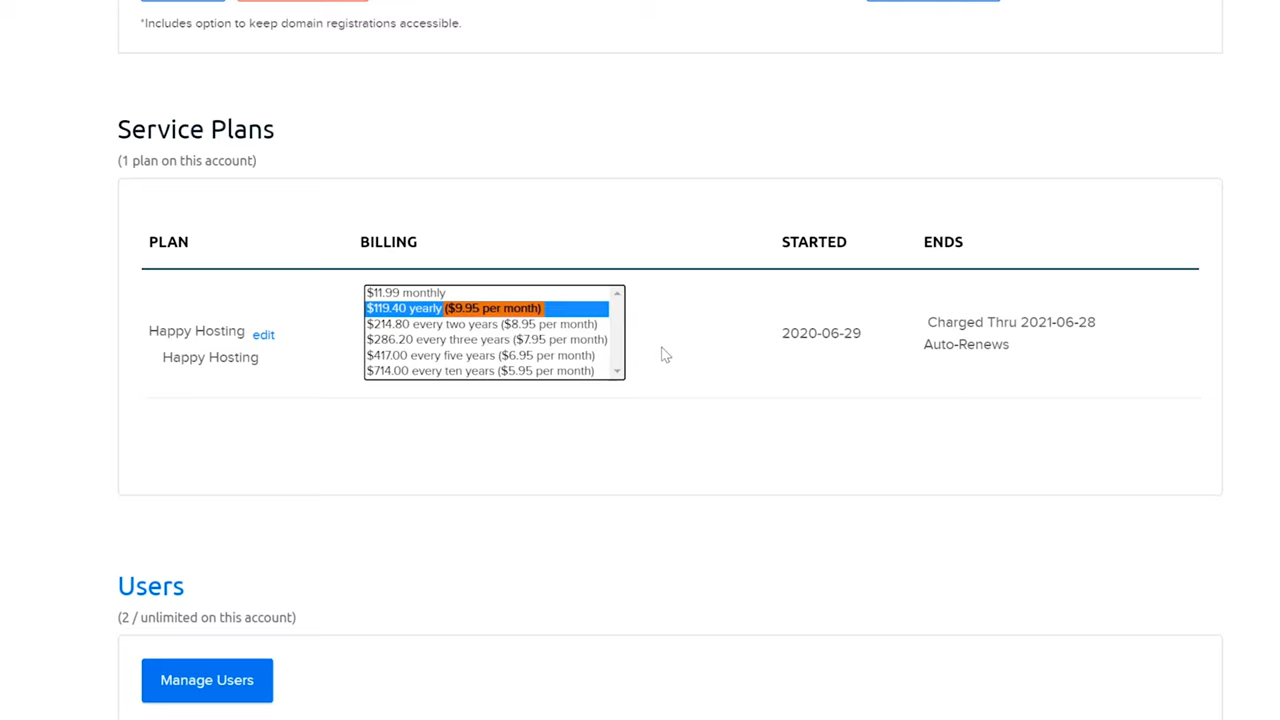 *Includes option to keep domain registrations accessible.
Service Plans
(1 plan on this account)
PLAN BILLING STARTED ENDS
$11.99 monthly
$119.40 yearly ($9.95 per month)
$214.80 every two years ($8.95 per month)
$286.20 every three years ($7.95 per month)
$417.00 every five years ($6.95 per month)
$714.00 every ten years ($5.95 per month)
Happy Hosting edit
Happy Hosting
2020-06-29
Charged Thru 2021-06-28
Auto-Renews
Users
(2 / unlimited on this account)
Manage Users